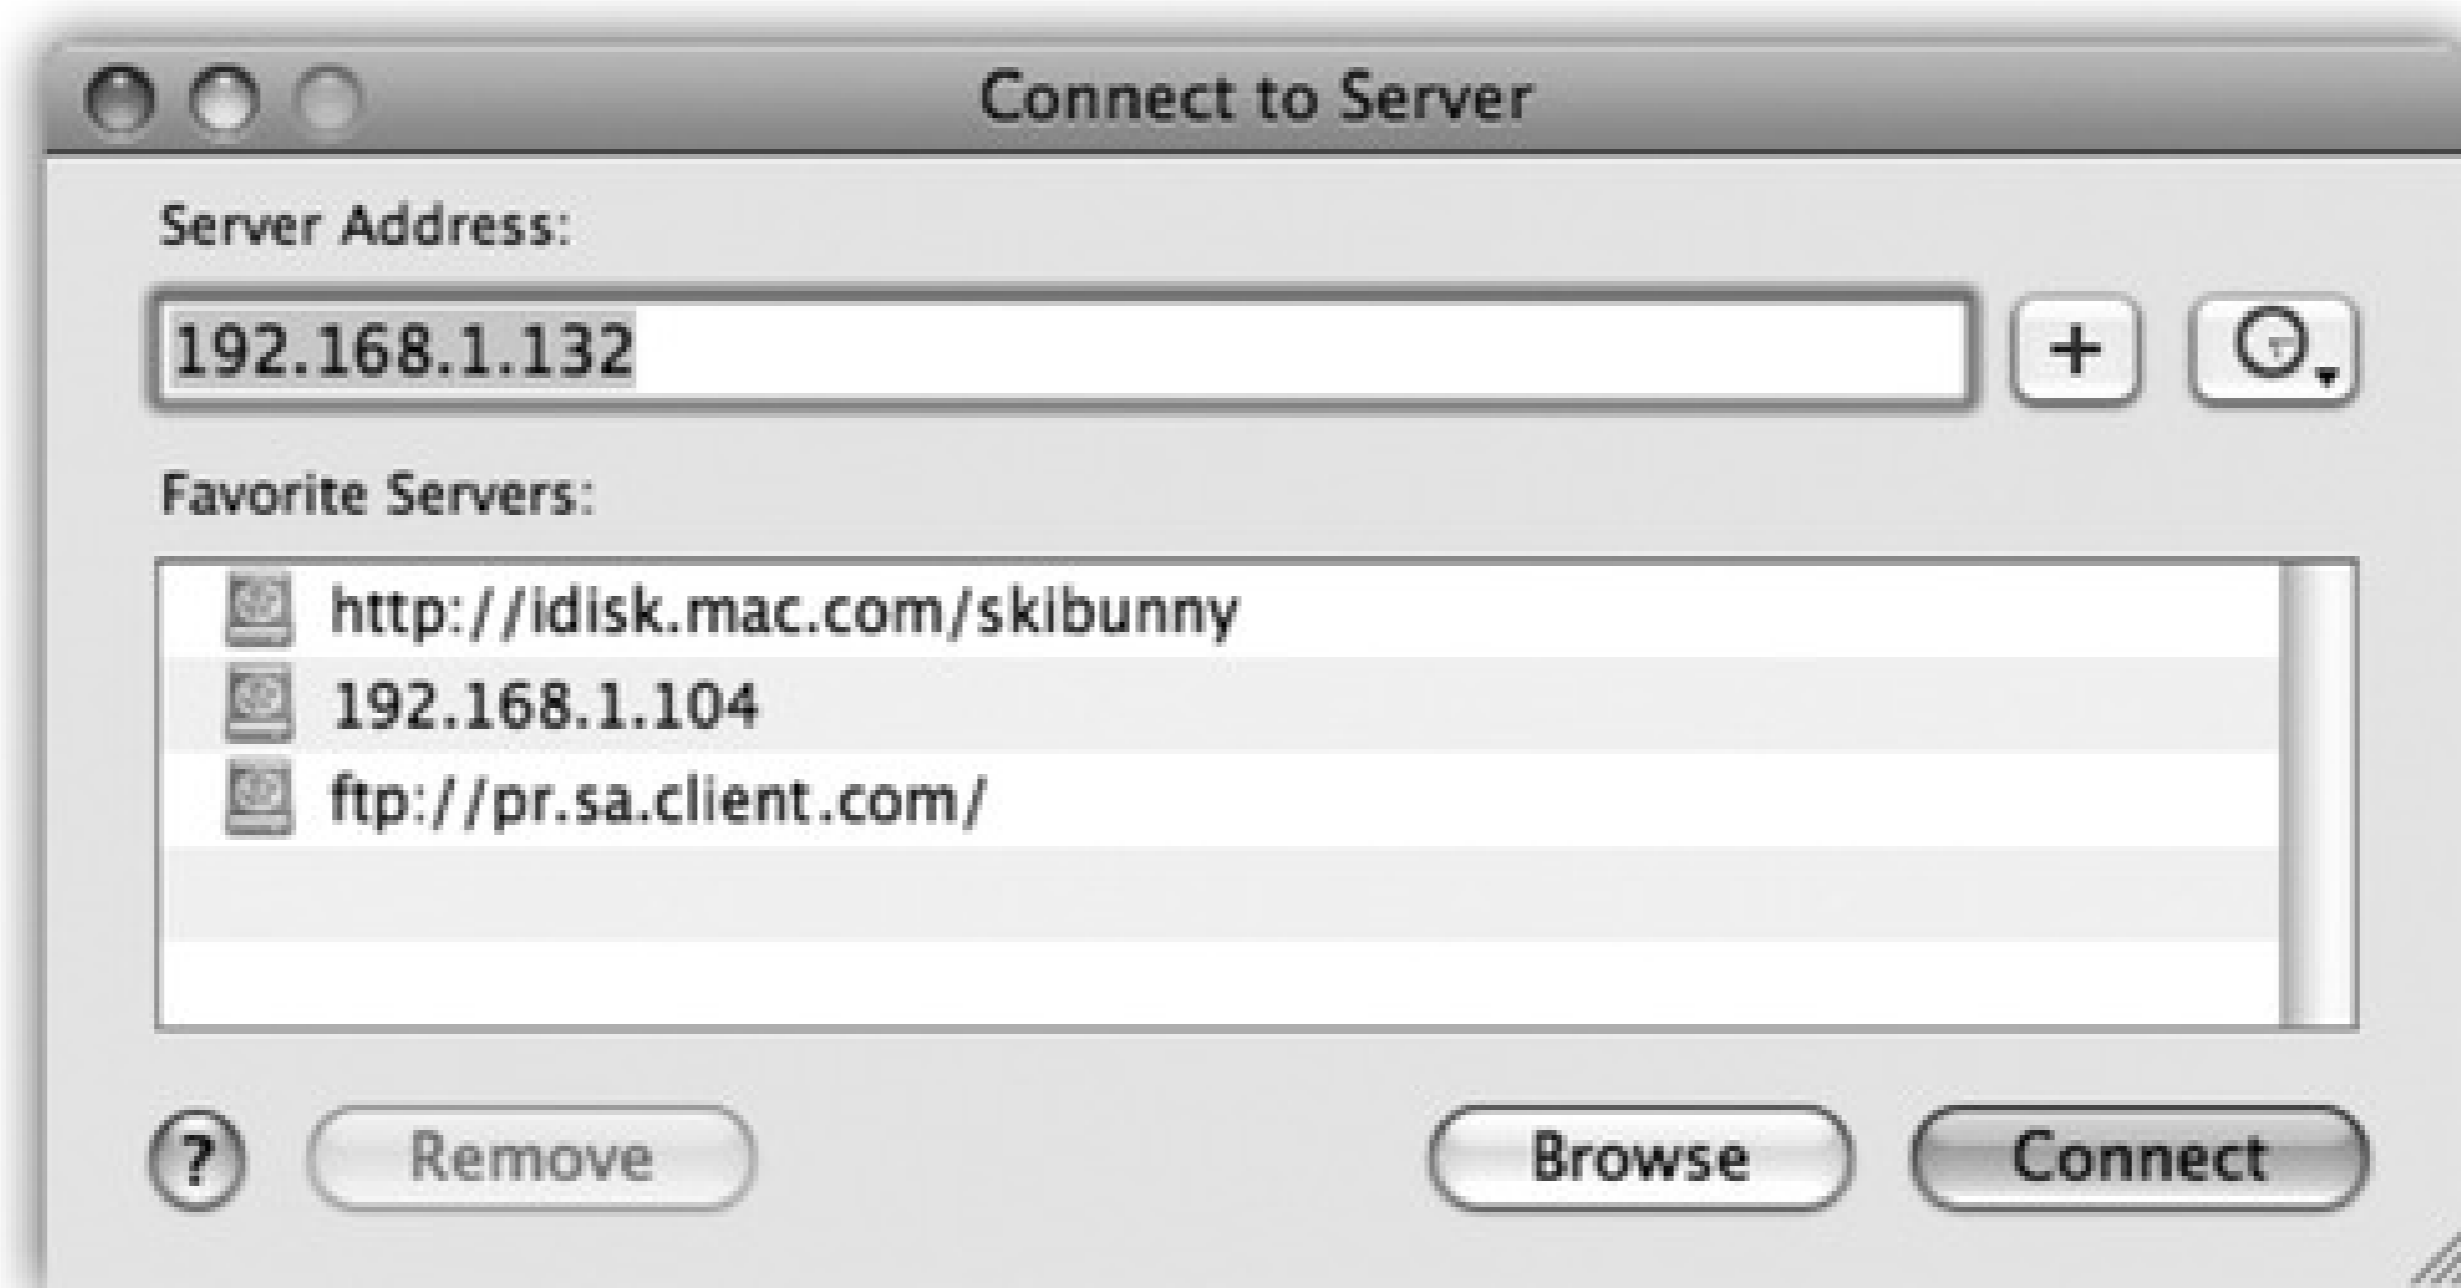 Connect to Server
Server Address:
192.168.1.132
+
Favorite Servers:
http://idisk.mac.com/skibunny
192.168.1.104
ftp://pr.sa.client.com/
? Remove Browse Connect